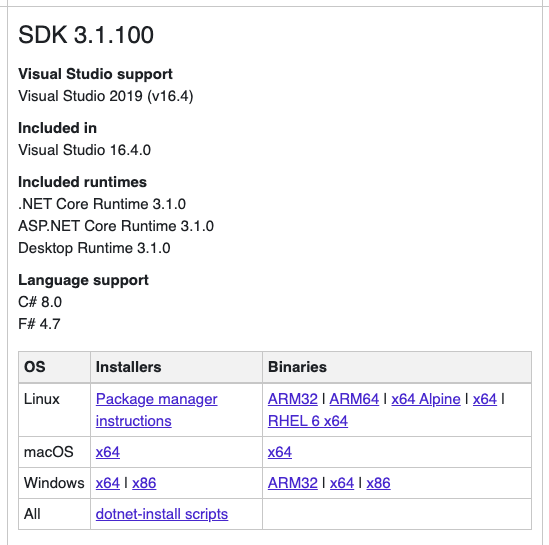 SDK 3.1.100
Visual Studio support
Visual Studio 2019 (v16.4)
Included in
Visual Studio 16.4.0
Included runtimes
.NET Core Runtime 3.1.0
ASP.NET Core Runtime 3.1.0
Desktop Runtime 3.1.0
Language support
C# 8.0
F# 4.7
OS Installers Binaries
Linux Package manager instructions ARM32 | ARM64 | x64 Alpine | x64 | RHEL 6 x64
macOS x64 x64
Windows x64 | x86 ARM32 | x64 | x86
All dotnet-install scripts